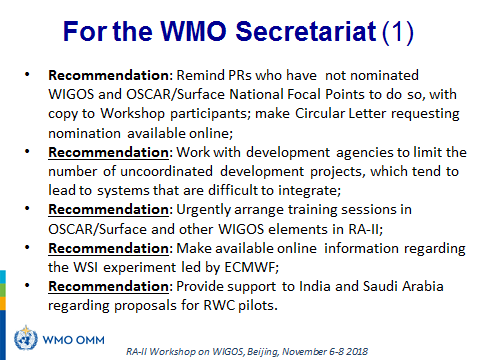 For the WMO Secretariat (1)
• Recommendation: Remind PRs who have not nominated
WIGOS and OSCAR/Surface National Focal Points to do so, with
copy to Workshop participants; make Circular Letter requesting
nomination available online;
• Recommendation: Work with development agencies to limit the
number of uncoordinated development projects, which tend to
lead to systems that are difficult to integrate;
• Recommendation: Urgently arrange training sessions in
OSCAR/Surface and other WIGOS elements in RA-II;
• Recommendation: Make available online information regarding
the WSI experiment led by ECMWF;
• Recommendation: Provide support to India and Saudi Arabia
regarding proposals for RWC pilots.
WMO OMM
RA-II Workshop on WIGOS, Beijing, November 6-8 2018